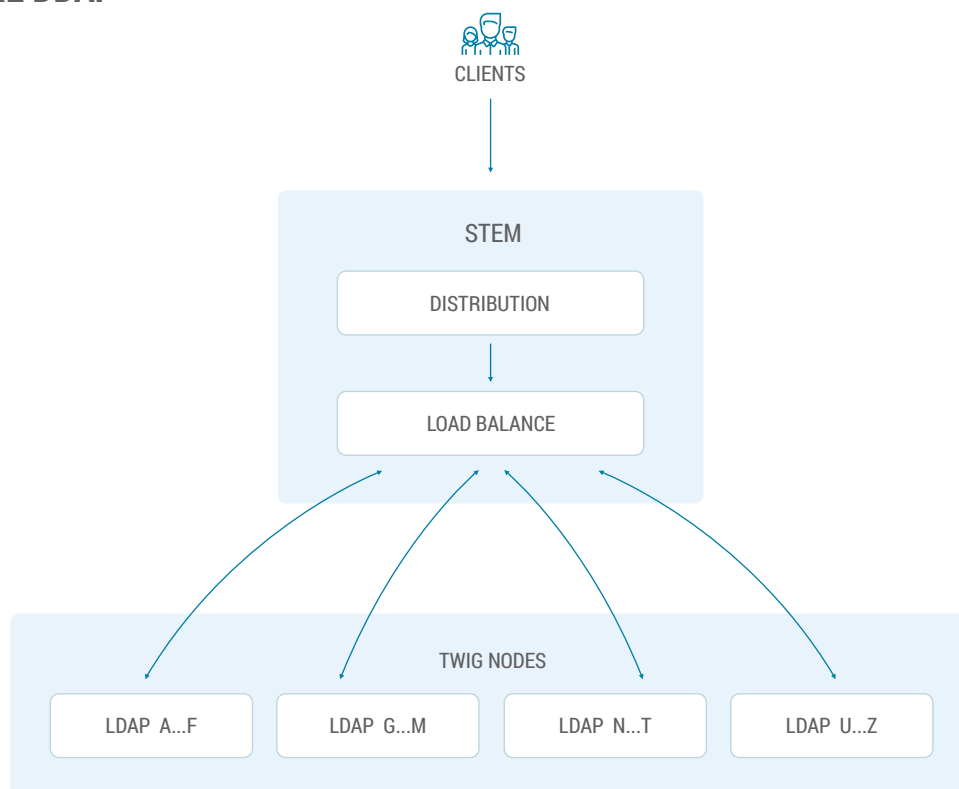 CLIENTS
STEM
DISTRIBUTION
LOAD BALANCE
TWIG NODES
LDAP A...F
LDAP G...M
LDAP N...T
LDAP U...Z